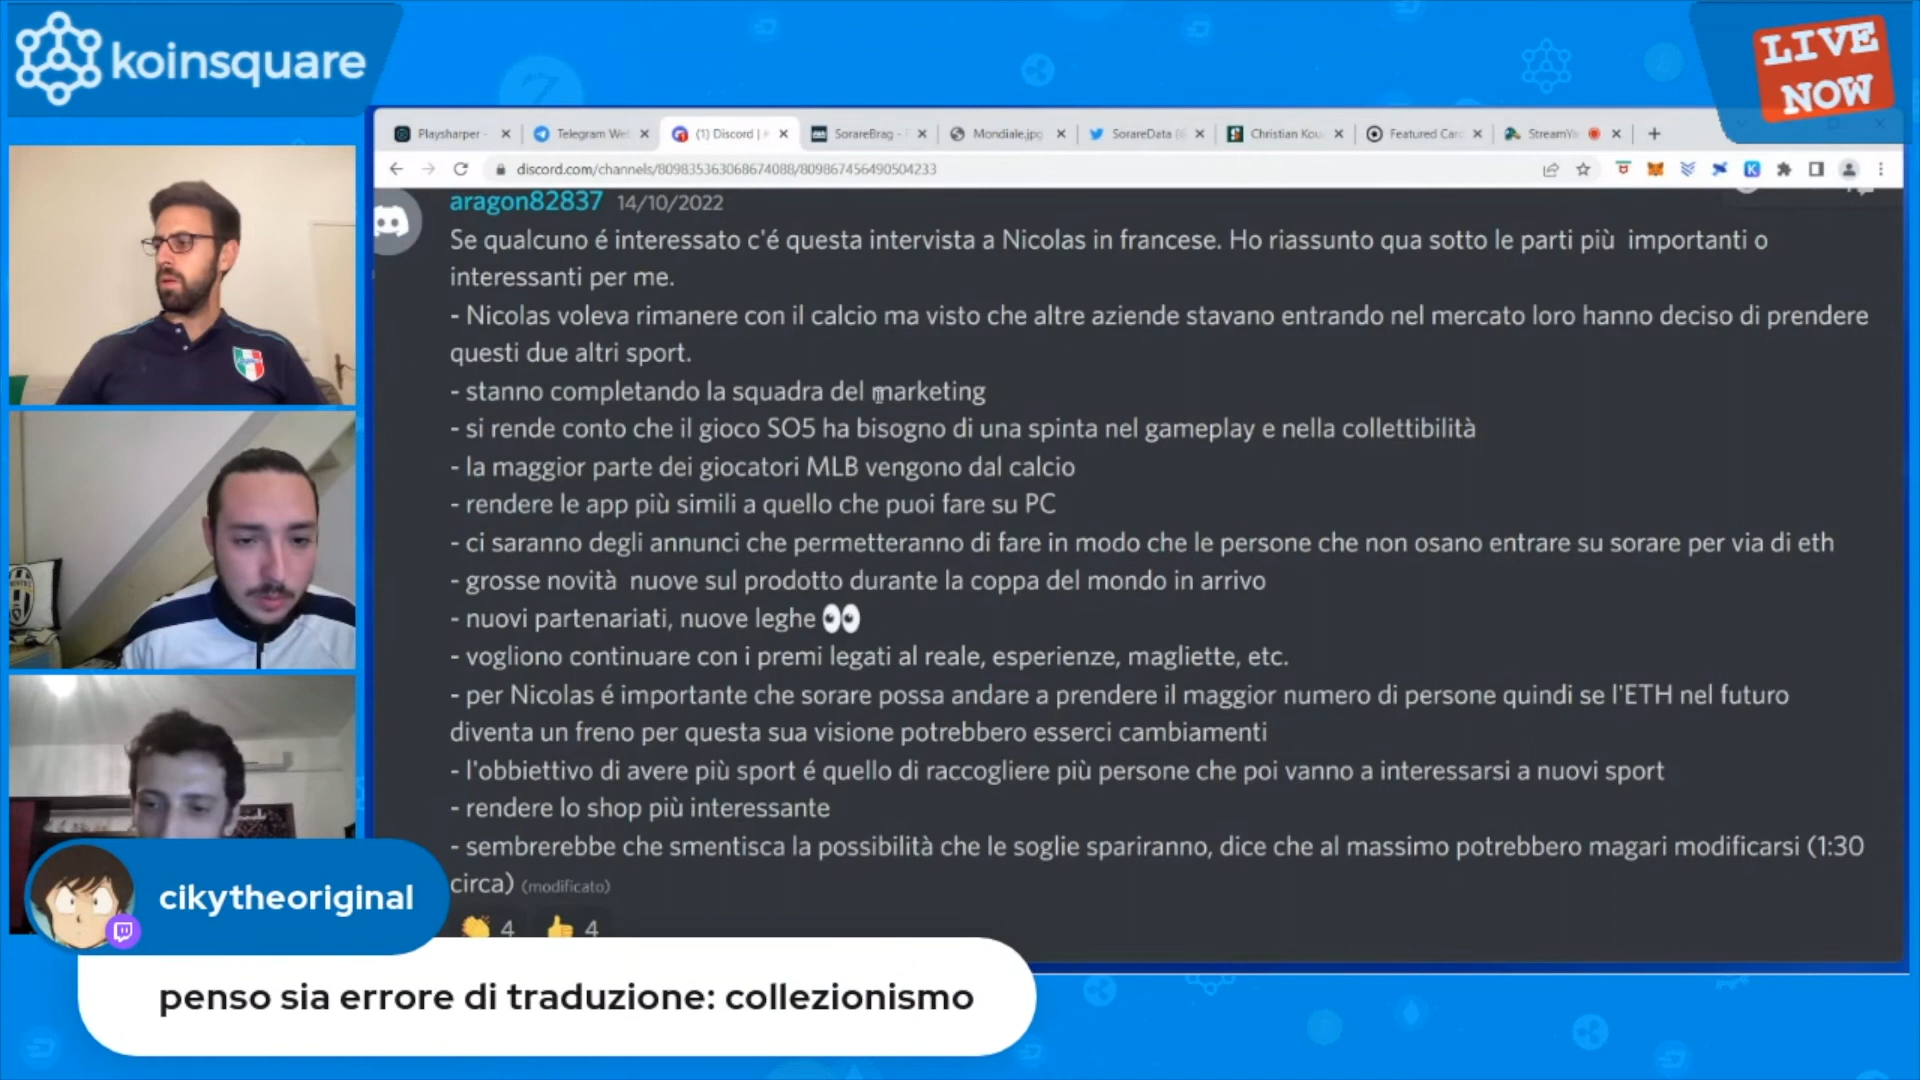 koinsquare
LIVE
NOW
Playsharper -
Telegram We
(1) Discord |
SorareBrag -
Mondiale.jpg
SorareData (
Christian Kou
Featured Car
StreamY
discord.com/channels/809835363068674088/809867456490504233
aragon82837 14/10/2022
Se qualcuno é interessato c'é questa intervista a Nicolas in francese. Ho riassunto qua sotto le parti più importanti o
interessanti per me.
- Nicolas voleva rimanere con il calcio ma visto che altre aziende stavano entrando nel mercato loro hanno deciso di prendere
questi due altri sport.
- stanno completando la squadra del marketing
- si rende conto che il gioco SO5 ha bisogno di una spinta nel gameplay e nella collettibilità
- la maggior parte dei giocatori MLB vengono dal calcio
- rendere le app più simili a quello che puoi fare su PC
- ci saranno degli annunci che permetteranno di fare in modo che le persone che non osano entrare su sorare per via di eth
- grosse novità nuove sul prodotto durante la coppa del mondo in arrivo
- nuovi partenariati, nuove leghe 👀
- vogliono continuare con i premi legati al reale, esperienze, magliette, etc.
- per Nicolas é importante che sorare possa andare a prendere il maggior numero di persone quindi se l'ETH nel futuro
diventa un freno per questa sua visione potrebbero esserci cambiamenti
- l'obbiettivo di avere più sport é quello di raccogliere più persone che poi vanno a interessarsi a nuovi sport
- rendere lo shop più interessante
- sembrerebbe che smentisca la possibilità che le soglie spariranno, dice che al massimo potrebbero magari modificarsi (1:30
circa) (modificato)
👏 4 👍 4
cikytheoriginal
penso sia errore di traduzione: collezionismo